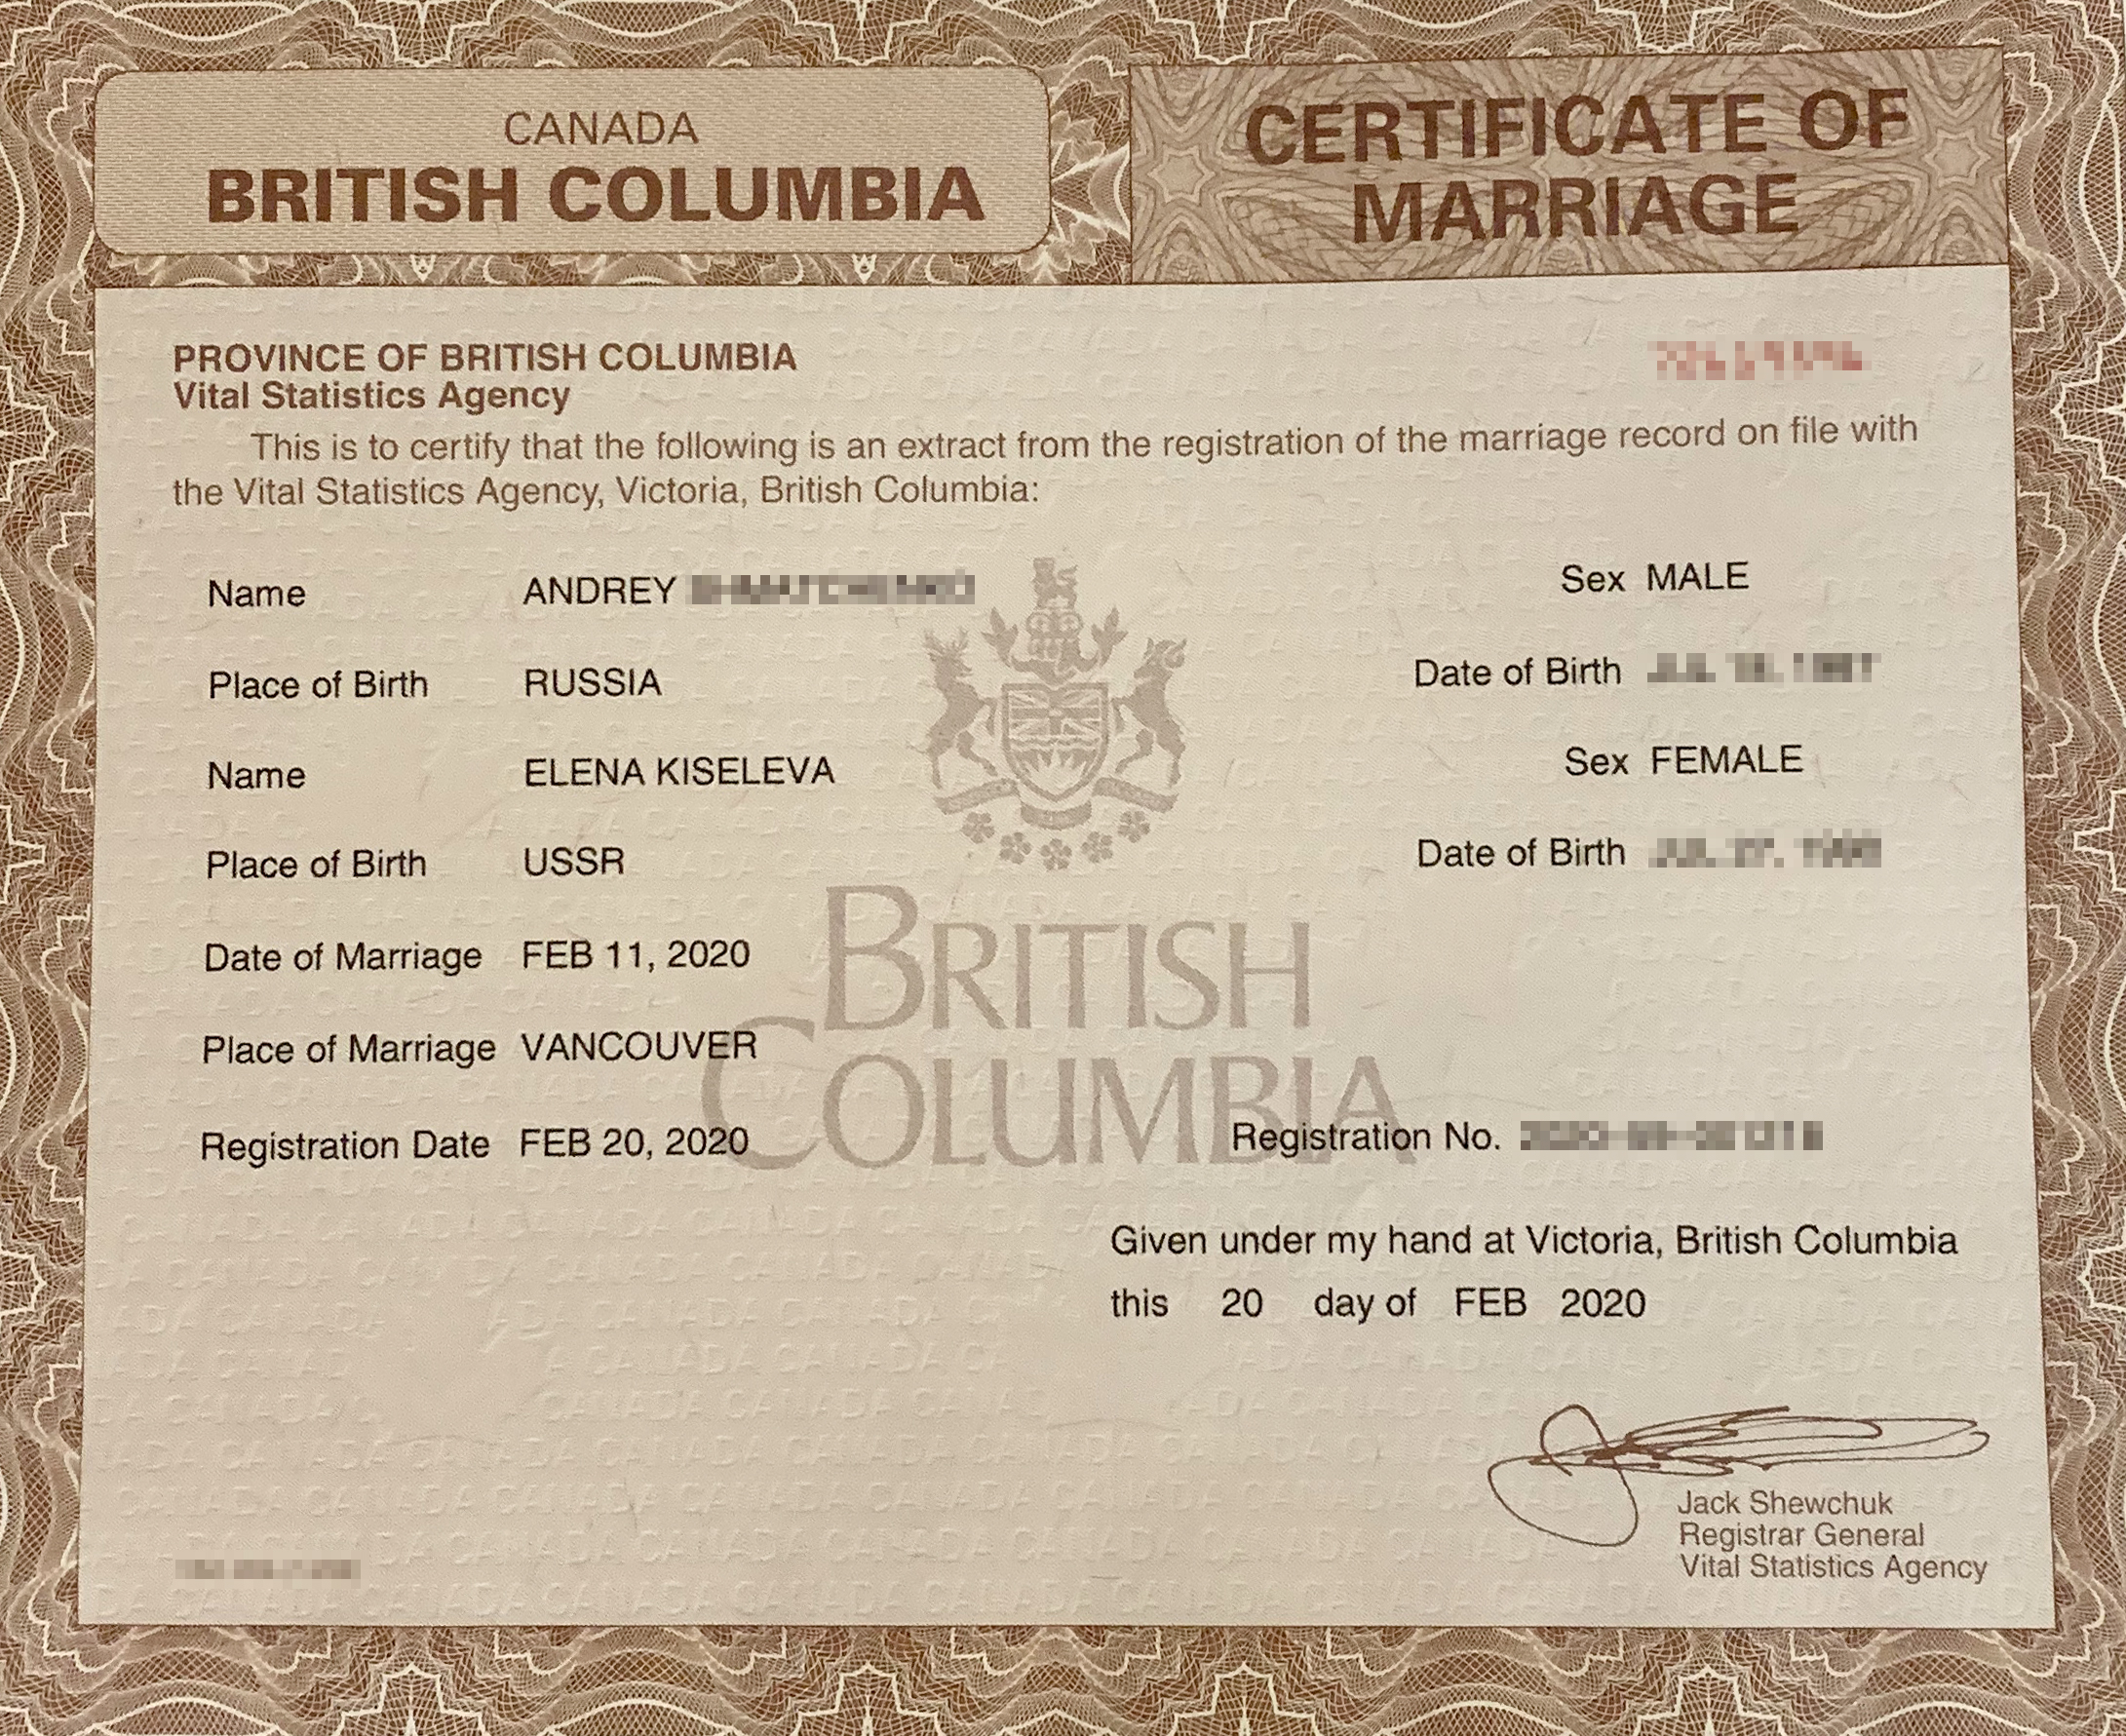 CANADA
BRITISH COLUMBIA
CERTIFICATE OF
MARRIAGE
PROVINCE OF BRITISH COLUMBIA
Vital Statistics Agency
This is to certify that the following is an extract from the registration of the marriage record on file with
the Vital Statistics Agency, Victoria, British Columbia:
Name ANDREY
Sex MALE
Place of Birth RUSSIA
Date of Birth
Name ELENA KISELEVA
Sex FEMALE
Place of Birth USSR
Date of Birth
Date of Marriage FEB 11, 2020
Place of Marriage VANCOUVER
Registration Date FEB 20, 2020
Registration No.
BRITISH
COLUMBIA
Given under my hand at Victoria, British Columbia
this 20 day of FEB 2020
Jack Shewchuk
Registrar General
Vital Statistics Agency